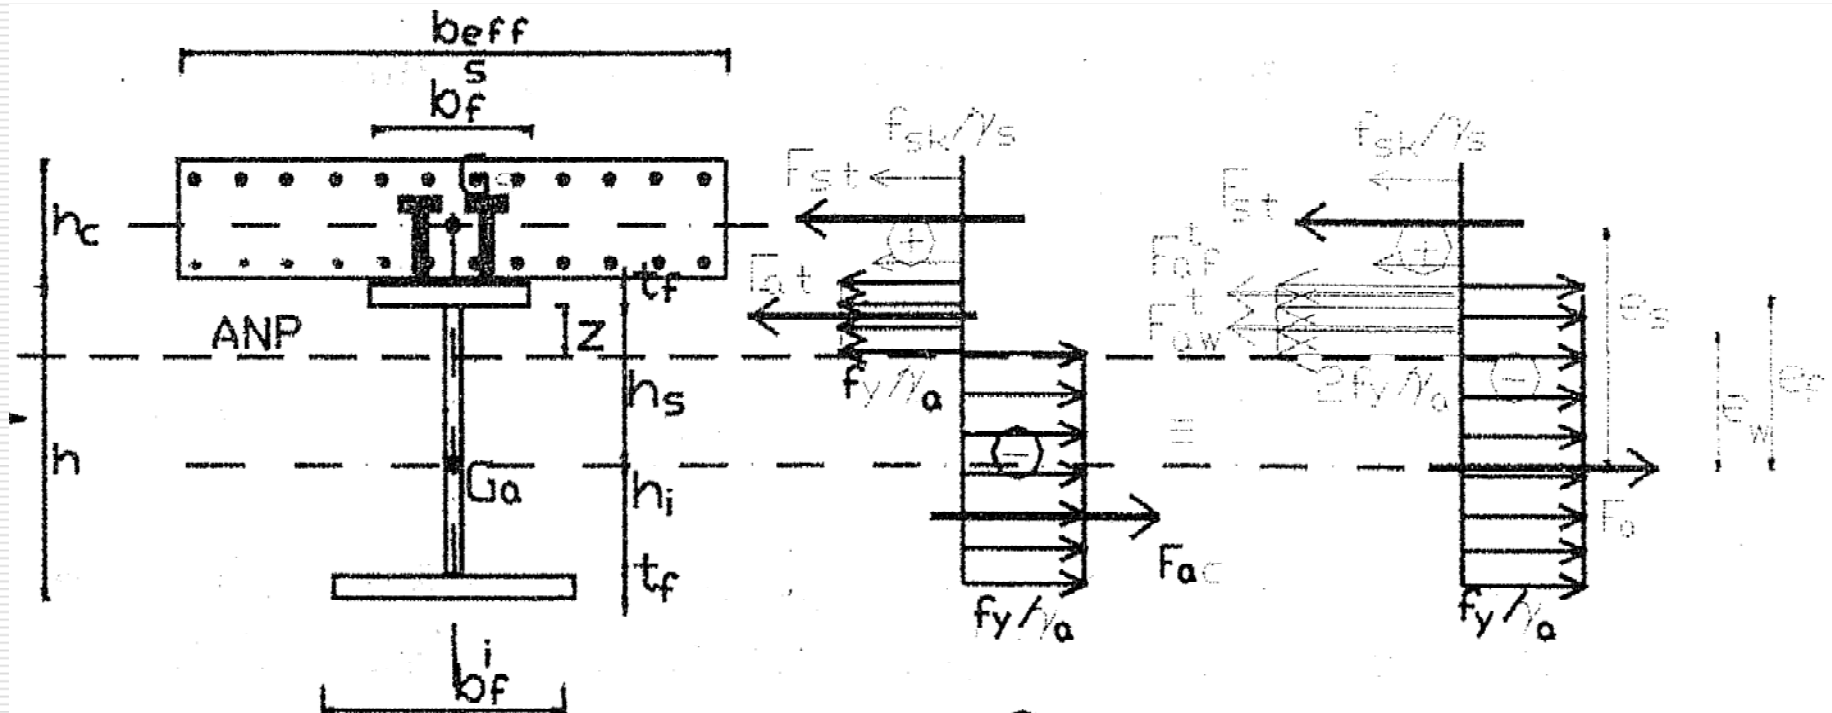 beff
s
bf
hc
h
ANP
z
tf
hs
hi
tf
Ga
i
bf
fsk/γs
Fst
+
Fat
fy/γa
-
Fac
fy/γa
≡
fsk/γs
Fst
+
t
Faf
t
Faw
2fy/γa
-
es
ew
ef
Fa
fy/γa